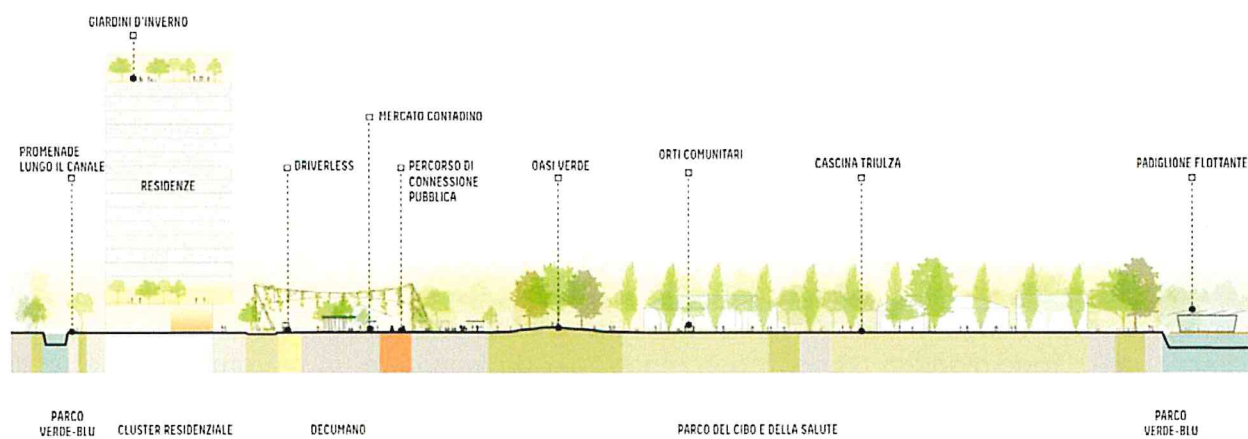 GIARDINI D'INVERNO
MERCATO CONTADINO
PROMENADE
LUNGO IL CANALE
RESIDENZE
DRIVERLESS
PERCORSO DI
CONNESSIONE
PUBBLICA
OASI VERDE
ORTI COMUNITARI
CASCINA TRIULZA
PADIGLIONE FLOTTANTE
PARCO
VERDE-BLU
CLUSTER RESIDENZIALE
DECUMANO
PARCO DEL CIBO E DELLA SALUTE
PARCO
VERDE-BLU